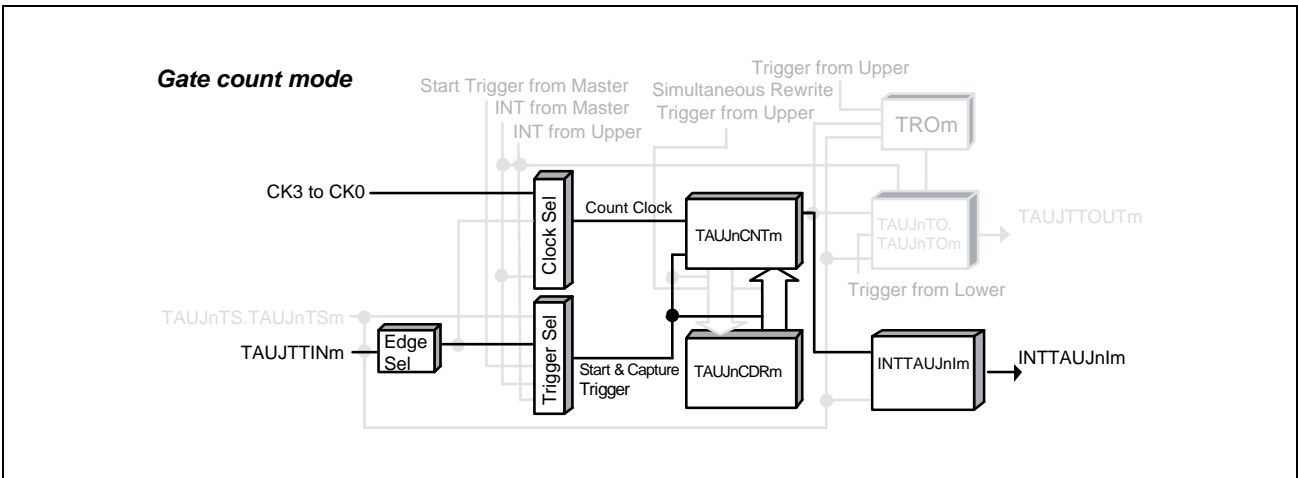 Gate count mode
Trigger from Upper
Start Trigger from Master
Simultaneous Rewrite
INT from Master
Trigger from Upper
INT from Upper
TROm
CK3 to CK0
Clock Sel
Count Clock
TAUJnCNTm
TAUJnTO.
TAUJnTOm
TAUJTTOUTm
Trigger from Lower
TAUJnTS.TAUJnTSm
TAUJTTINm
Edge
Sel
Trigger Sel
Start & Capture
Trigger
TAUJnCDRm
INTTAUJnIm
INTTAUJnIm